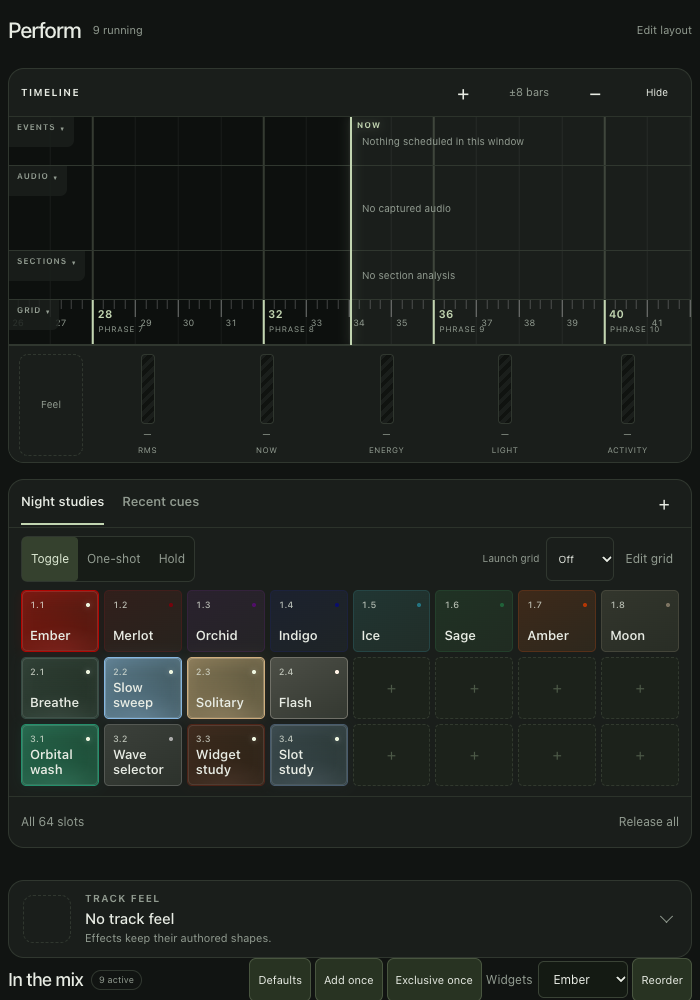 Perform 9 running Edit layout
TIMELINE + ±8 bars − Hide
EVENTS ▾ NOW
Nothing scheduled in this window
AUDIO ▾
No captured audio
SECTIONS ▾
No section analysis
GRID ▾
26 27 28 29 30 31 32 33 34 35 36 37 38 39 40 41
PHRASE 7 PHRASE 8 PHRASE 9 PHRASE 10
Feel
— — — — —
RMS NOW ENERGY LIGHT ACTIVITY
Night studies Recent cues +
Toggle One-shot Hold Launch grid Off Edit grid
1.1 1.2 1.3 1.4 1.5 1.6 1.7 1.8
Ember Merlot Orchid Indigo Ice Sage Amber Moon
2.1 2.2 2.3 2.4
Breathe Slow sweep Solitary Flash + + + +
3.1 3.2 3.3 3.4
Orbital wash Wave selector Widget study Slot study + + + +
All 64 slots Release all
TRACK FEEL
No track feel
Effects keep their authored shapes.
In the mix 9 active Defaults Add once Exclusive once Widgets Ember Reorder